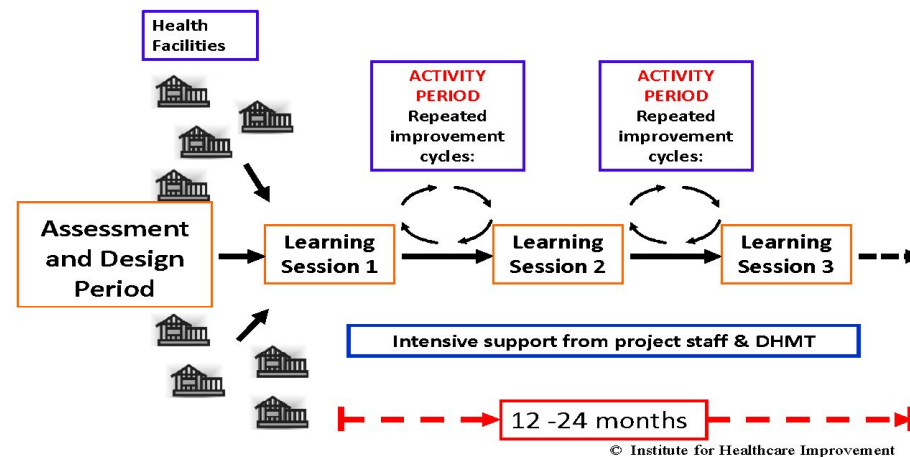 Health
Facilities
ACTIVITY
PERIOD
Repeated
improvement
cycles:
ACTIVITY
PERIOD
Repeated
improvement
cycles:
Assessment
and Design
Period
Learning
Session 1
Learning
Session 2
Learning
Session 3
Intensive support from project staff & DHMT
12 -24 months
© Institute for Healthcare Improvement